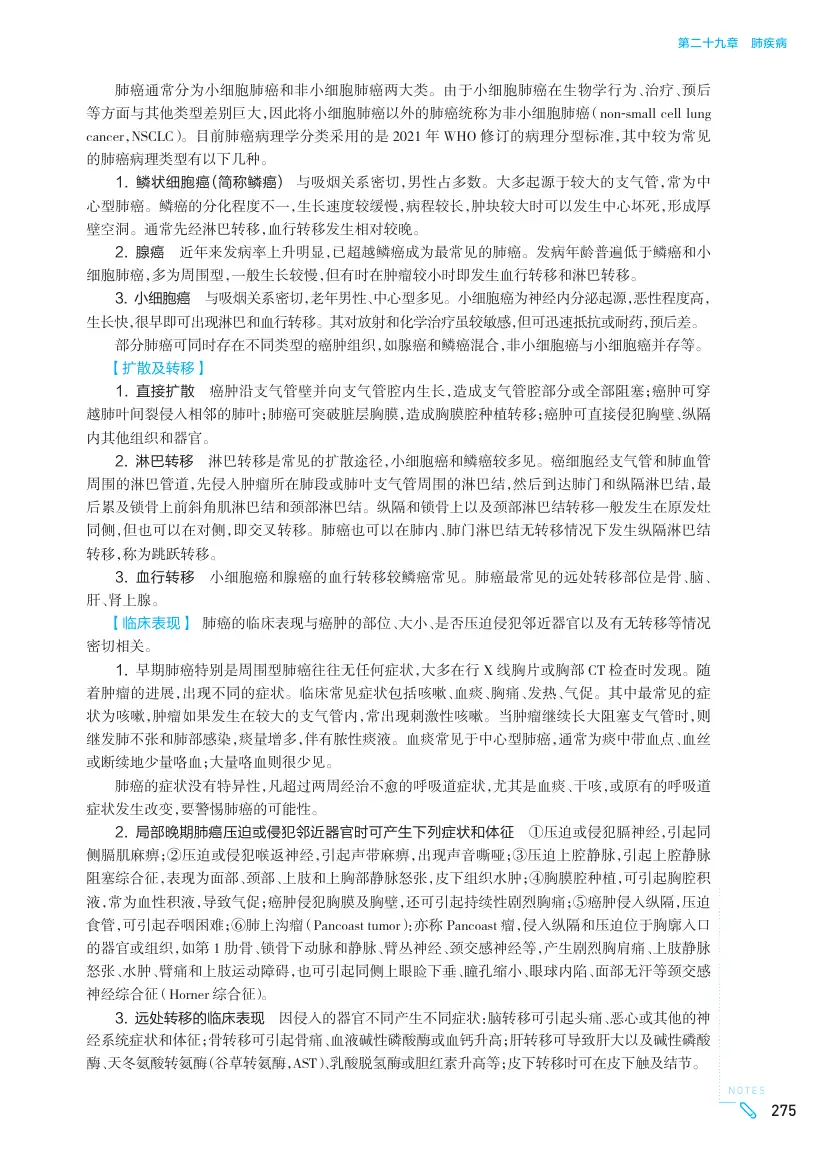 第二十九章 肺疾病
肺癌通常分为小细胞肺癌和非小细胞肺癌两大类。由于小细胞肺癌在生物学行为、治疗、预后
等方面与其他类型差别巨大,因此将小细胞肺癌以外的肺癌统称为非小细胞肺癌(non-small cell lung
cancer,NSCLC)。目前肺癌病理学分类采用的是 2021 年 WHO 修订的病理分型标准,其中较为常见
的肺癌病理类型有以下几种。
1. 鳞状细胞癌(简称鳞癌) 与吸烟关系密切,男性占多数。大多起源于较大的支气管,常为中
心型肺癌。鳞癌的分化程度不一,生长速度较缓慢,病程较长,肿块较大时可以发生中心坏死,形成厚
壁空洞。通常先经淋巴转移,血行转移发生相对较晚。
2. 腺癌 近年来发病率上升明显,已超越鳞癌成为最常见的肺癌。发病年龄普遍低于鳞癌和小
细胞肺癌,多为周围型,一般生长较慢,但有时在肿瘤较小时即发生血行转移和淋巴转移。
3. 小细胞癌 与吸烟关系密切,老年男性、中心型多见。小细胞癌为神经内分泌起源,恶性程度高,
生长快,很早即可出现淋巴和血行转移。其对放射和化学治疗虽较敏感,但可迅速抵抗或耐药,预后差。
部分肺癌可同时存在不同类型的癌肿组织,如腺癌和鳞癌混合,非小细胞癌与小细胞癌并存等。
【扩散及转移】
1. 直接扩散 癌肿沿支气管壁并向支气管腔内生长,造成支气管腔部分或全部阻塞;癌肿可穿
越肺叶间裂侵入相邻的肺叶;肺癌可突破脏层胸膜,造成胸膜腔种植转移;癌肿可直接侵犯胸壁、纵隔
内其他组织和器官。
2. 淋巴转移 淋巴转移是常见的扩散途径,小细胞癌和鳞癌较多见。癌细胞经支气管和肺血管
周围的淋巴管道,先侵入肿瘤所在肺段或肺叶支气管周围的淋巴结,然后到达肺门和纵隔淋巴结,最
后累及锁骨上前斜角肌淋巴结和颈部淋巴结。纵隔和锁骨上以及颈部淋巴结转移一般发生在原发灶
同侧,但也可以在对侧,即交叉转移。肺癌也可以在肺内、肺门淋巴结无转移情况下发生纵隔淋巴结
转移,称为跳跃转移。
3. 血行转移 小细胞癌和腺癌的血行转移较鳞癌常见。肺癌最常见的远处转移部位是骨、脑、
肝、肾上腺。
【临床表现】 肺癌的临床表现与癌肿的部位、大小、是否压迫侵犯邻近器官以及有无转移等情况
密切相关。
1. 早期肺癌特别是周围型肺癌往往无任何症状,大多在行 X 线胸片或胸部 CT 检查时发现。随
着肿瘤的进展,出现不同的症状。临床常见症状包括咳嗽、血痰、胸痛、发热、气促。其中最常见的症
状为咳嗽,肿瘤如果发生在较大的支气管内,常出现刺激性咳嗽。当肿瘤继续长大阻塞支气管时,则
继发肺不张和肺部感染,痰量增多,伴有脓性痰液。血痰常见于中心型肺癌,通常为痰中带血点、血丝
或断续地少量咯血;大量咯血则很少见。
肺癌的症状没有特异性,凡超过两周经治不愈的呼吸道症状,尤其是血痰、干咳,或原有的呼吸道
症状发生改变,要警惕肺癌的可能性。
2. 局部晚期肺癌压迫或侵犯邻近器官时可产生下列症状和体征 ①压迫或侵犯膈神经,引起同
侧膈肌麻痹;②压迫或侵犯喉返神经,引起声带麻痹,出现声音嘶哑;③压迫上腔静脉,引起上腔静脉
阻塞综合征,表现为面部、颈部、上肢和上胸部静脉怒张,皮下组织水肿;④胸膜腔种植,可引起胸腔积
液,常为血性积液,导致气促;癌肿侵犯胸膜及胸壁,还可引起持续性剧烈胸痛;⑤癌肿侵入纵隔,压迫
食管,可引起吞咽困难;⑥肺上沟瘤(Pancoast tumor);亦称 Pancoast 瘤,侵入纵隔和压迫位于胸廓入口
的器官或组织,如第 1 肋骨、锁骨下动脉和静脉、臂丛神经、颈交感神经等,产生剧烈胸肩痛、上肢静脉
怒张、水肿、臂痛和上肢运动障碍,也可引起同侧上眼睑下垂、瞳孔缩小、眼球内陷、面部无汗等颈交感
神经综合征(Horner 综合征)。
3. 远处转移的临床表现 因侵入的器官不同产生不同症状:脑转移可引起头痛、恶心或其他的神
经系统症状和体征;骨转移可引起骨痛、血液碱性磷酸酶或血钙升高;肝转移可导致肝大以及碱性磷酸
酶、天冬氨酸转氨酶(谷草转氨酶,AST)、乳酸脱氢酶或胆红素升高等;皮下转移时可在皮下触及结节。
NOTES
275